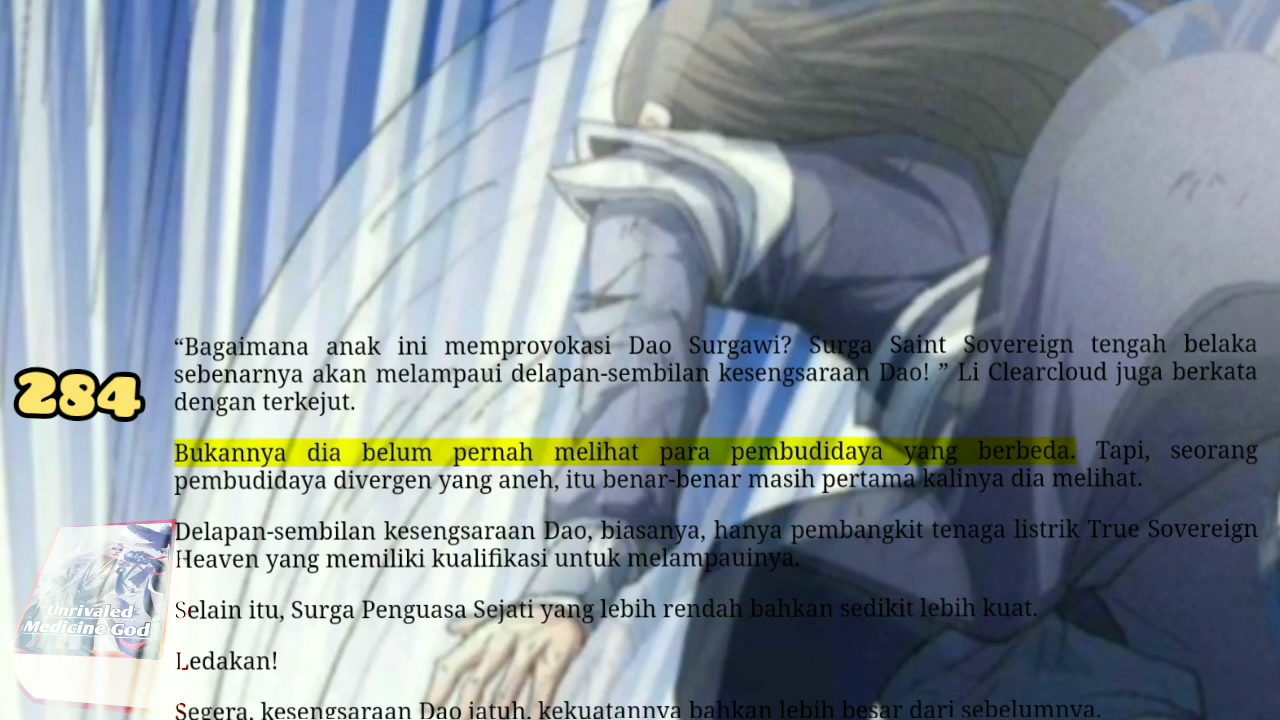 “Bagaimana anak ini memprovokasi Dao Surgawi? Surga Saint Sovereign tengah belaka
sebenarnya akan melampaui delapan-sembilan kesengsaraan Dao! ” Li Clearcloud juga berkata
dengan terkejut.
284
Bukannya dia belum pernah melihat para pembudidaya yang berbeda. Tapi, seorang
pembudidaya divergen yang aneh, itu benar-benar masih pertama kalinya dia melihat.
Delapan-sembilan kesengsaraan Dao, biasanya, hanya pembangkit tenaga listrik True Sovereign
Heaven yang memiliki kualifikasi untuk melampauinya.
Selain itu, Surga Penguasa Sejati yang lebih rendah bahkan sedikit lebih kuat.
Unrivaled
Medicine God
Ledakan!
Segera, kesengsaraan Dao jatuh, kekuatannya bahkan lebih besar dari sebelumnya.